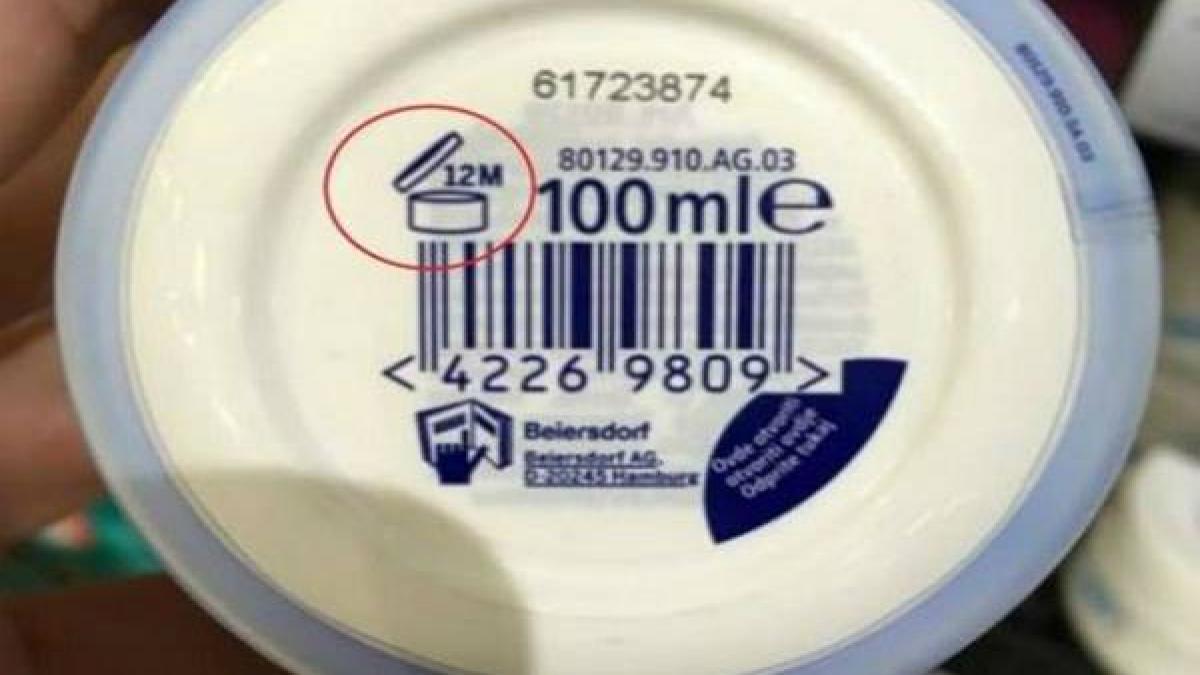 61723874
80129.910.AG.03
12M
100 ml e
< 4226 9809 >
Beiersdorf
Beiersdorf AG,
D-20245 Hamburg
Ovde otvoriti
otvoriti ovdje
Odprite tukaj